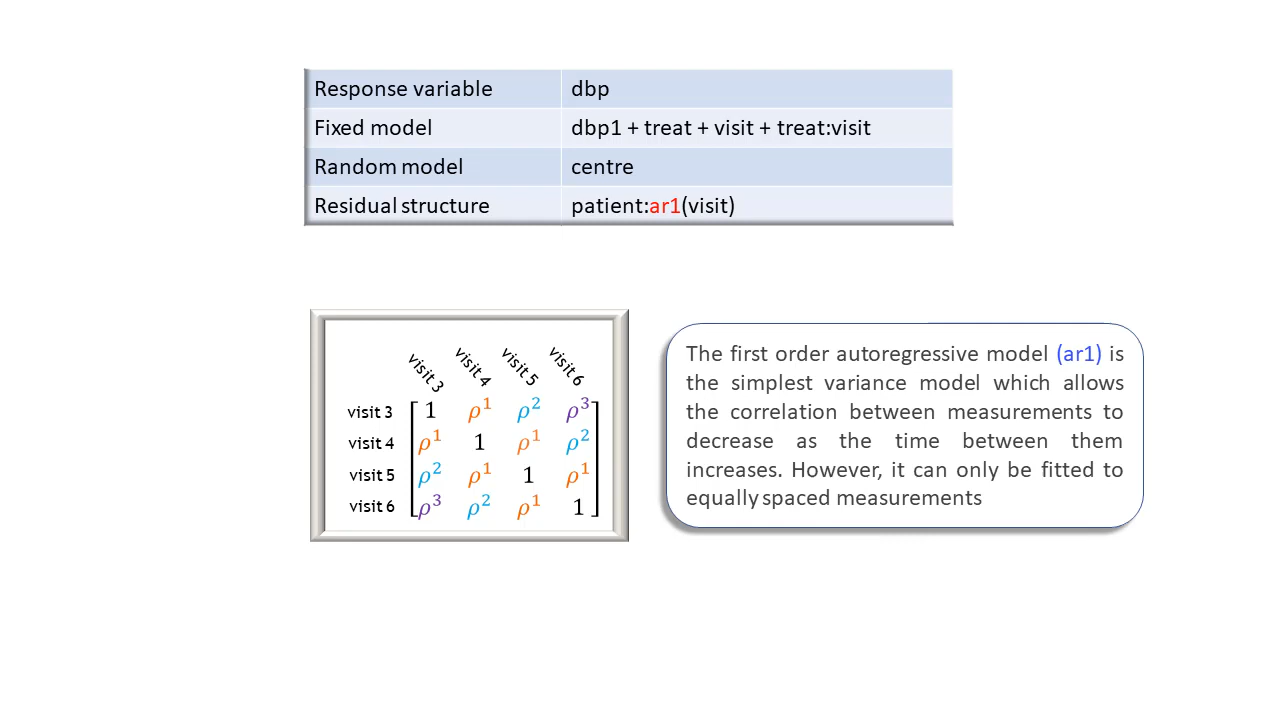 Response variable dbp
Fixed model dbp1 + treat + visit + treat:visit
Random model centre
Residual structure patient:ar1(visit)
visit 3 visit 4 visit 5 visit 6
visit 3 1 ρ¹ ρ² ρ³
visit 4 ρ¹ 1 ρ¹ ρ²
visit 5 ρ² ρ¹ 1 ρ¹
visit 6 ρ³ ρ² ρ¹ 1
The first order autoregressive model (ar1) is
the simplest variance model which allows
the correlation between measurements to
decrease as the time between them
increases. However, it can only be fitted to
equally spaced measurements